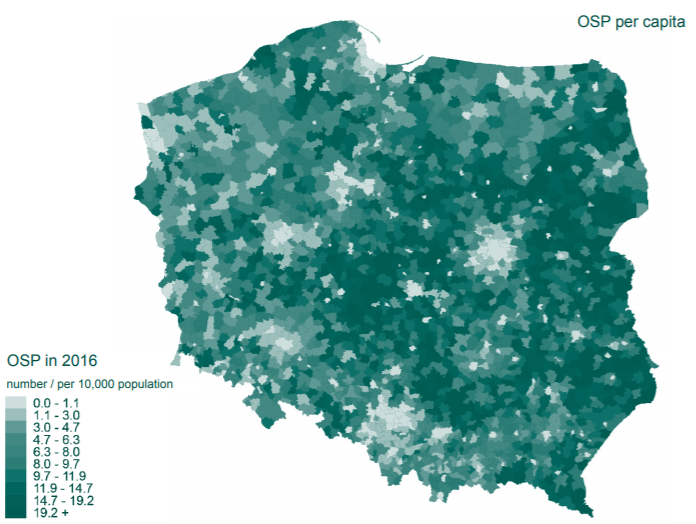 OSP per capita
OSP in 2016
number / per 10,000 population
0.0 - 1.1
1.1 - 3.0
3.0 - 4.7
4.7 - 6.3
6.3 - 8.0
8.0 - 9.7
9.7 - 11.9
11.9 - 14.7
14.7 - 19.2
19.2 +